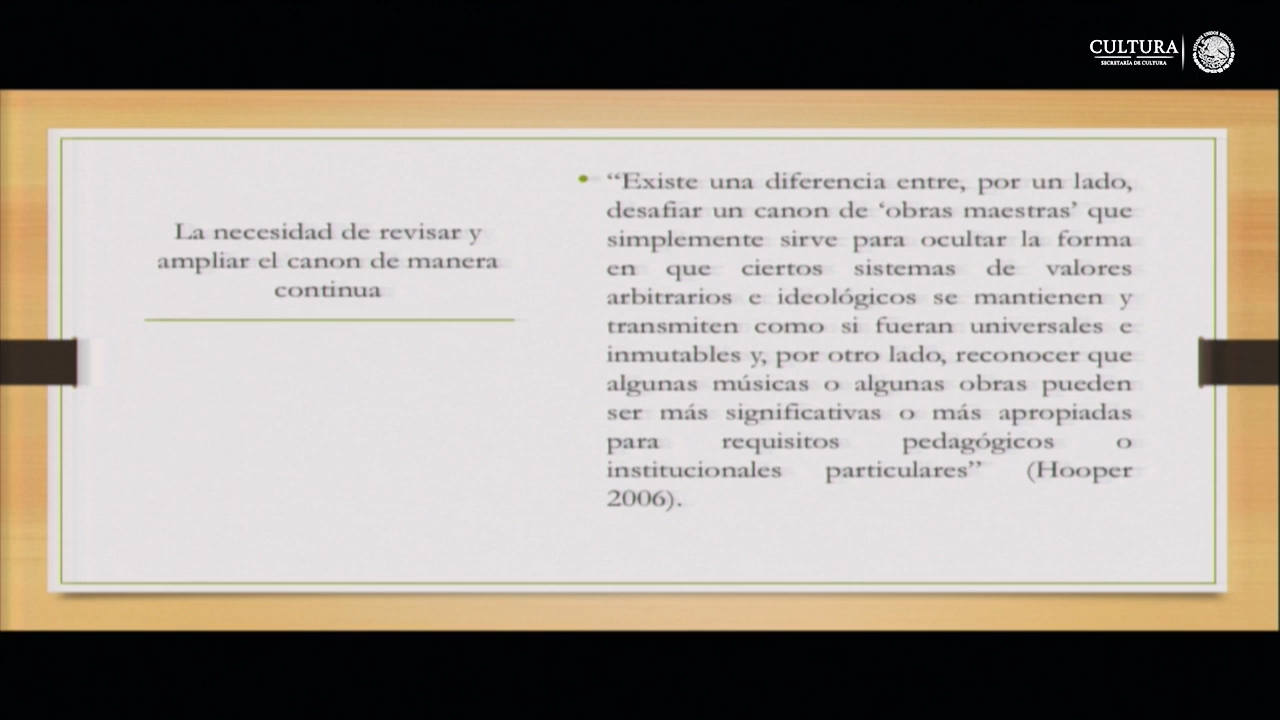 CULTURA
SECRETARÍA DE CULTURA
La necesidad de revisar y
ampliar el canon de manera
continua
• “Existe una diferencia entre, por un lado,
desafiar un canon de ‘obras maestras’ que
simplemente sirve para ocultar la forma
en que ciertos sistemas de valores
arbitrarios e ideológicos se mantienen y
transmiten como si fueran universales e
inmutables y, por otro lado, reconocer que
algunas músicas o algunas obras pueden
ser más significativas o más apropiadas
para requisitos pedagógicos o
institucionales particulares” (Hooper
2006).